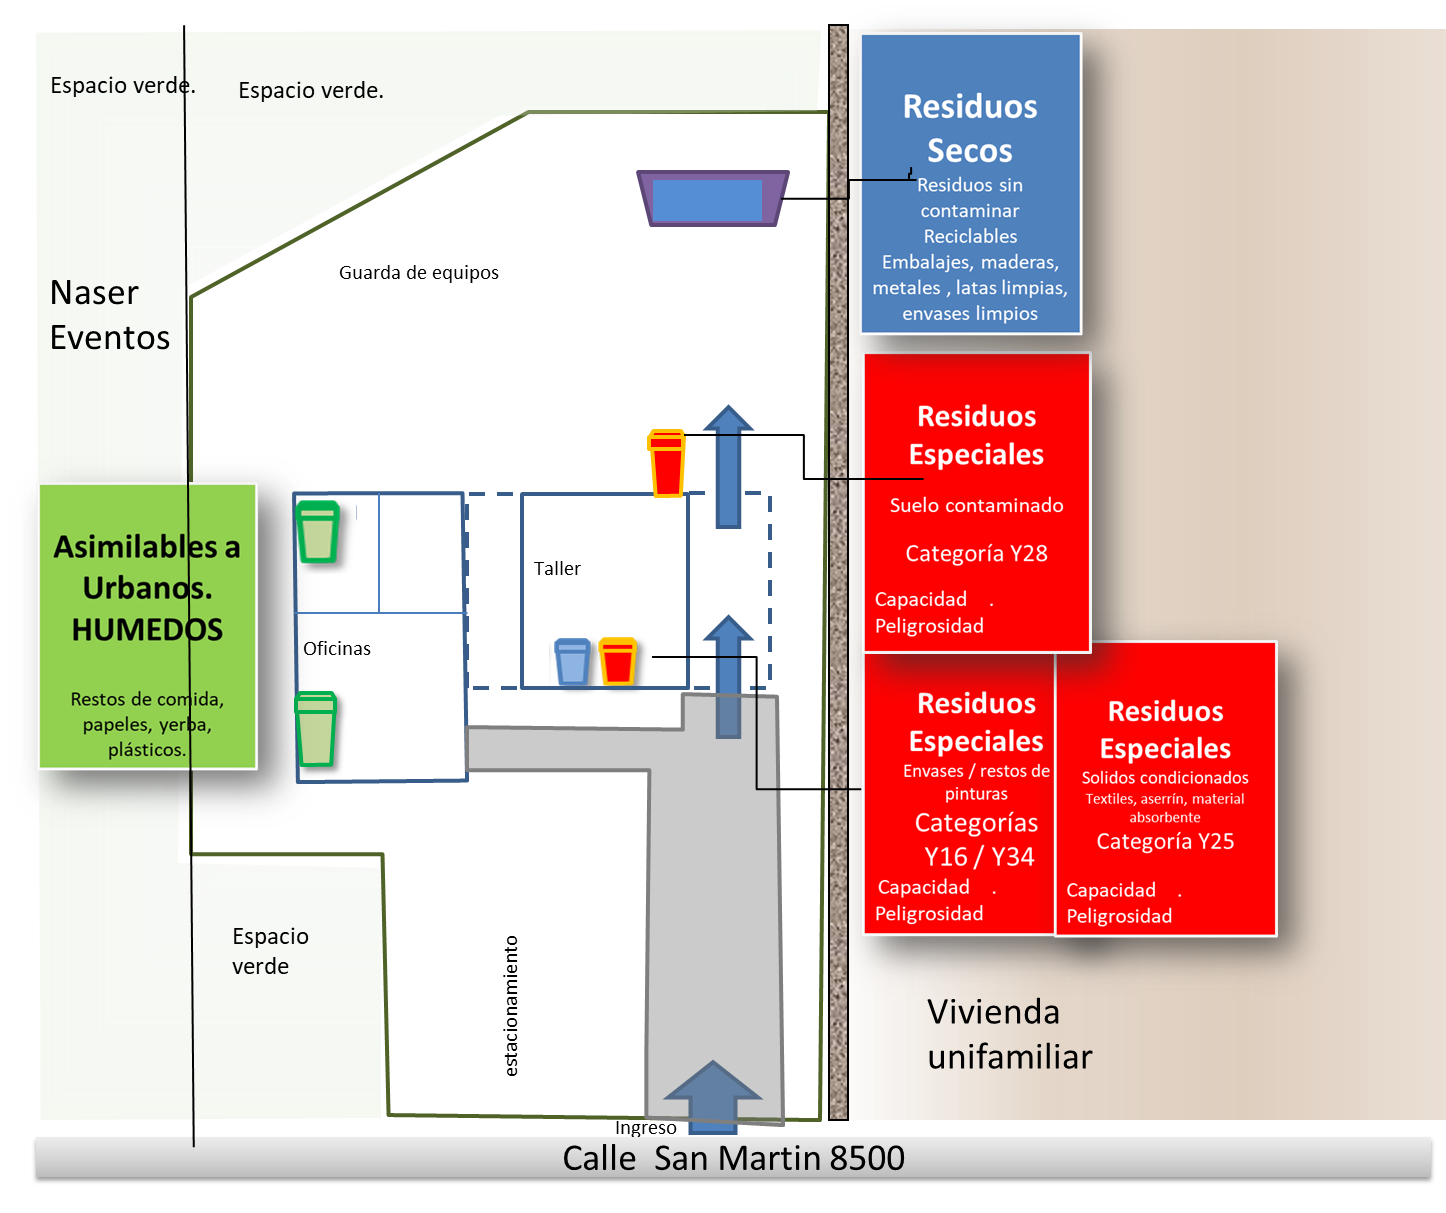 Espacio verde.
Espacio verde.
Naser
Eventos
Guarda de equipos
Residuos
Secos
Residuos sin
contaminar
Reciclables
Embalajes, maderas,
metales , latas limpias,
envases limpios
Residuos
Especiales
Suelo contaminado
Categoría Y28
Capacidad .
Peligrosidad
Asimilables a
Urbanos.
HUMEDOS
Restos de comida,
papeles, yerba,
plásticos.
Taller
Oficinas
Residuos
Especiales
Envases / restos de
pinturas
Categorías
Y16 / Y34
Capacidad .
Peligrosidad
Residuos
Especiales
Solidos condicionados
Textiles, aserrín, material
absorbente
Categoría Y25
Capacidad .
Peligrosidad
Espacio
verde
estacionamiento
Vivienda
unifamiliar
Ingreso
Calle San Martin 8500